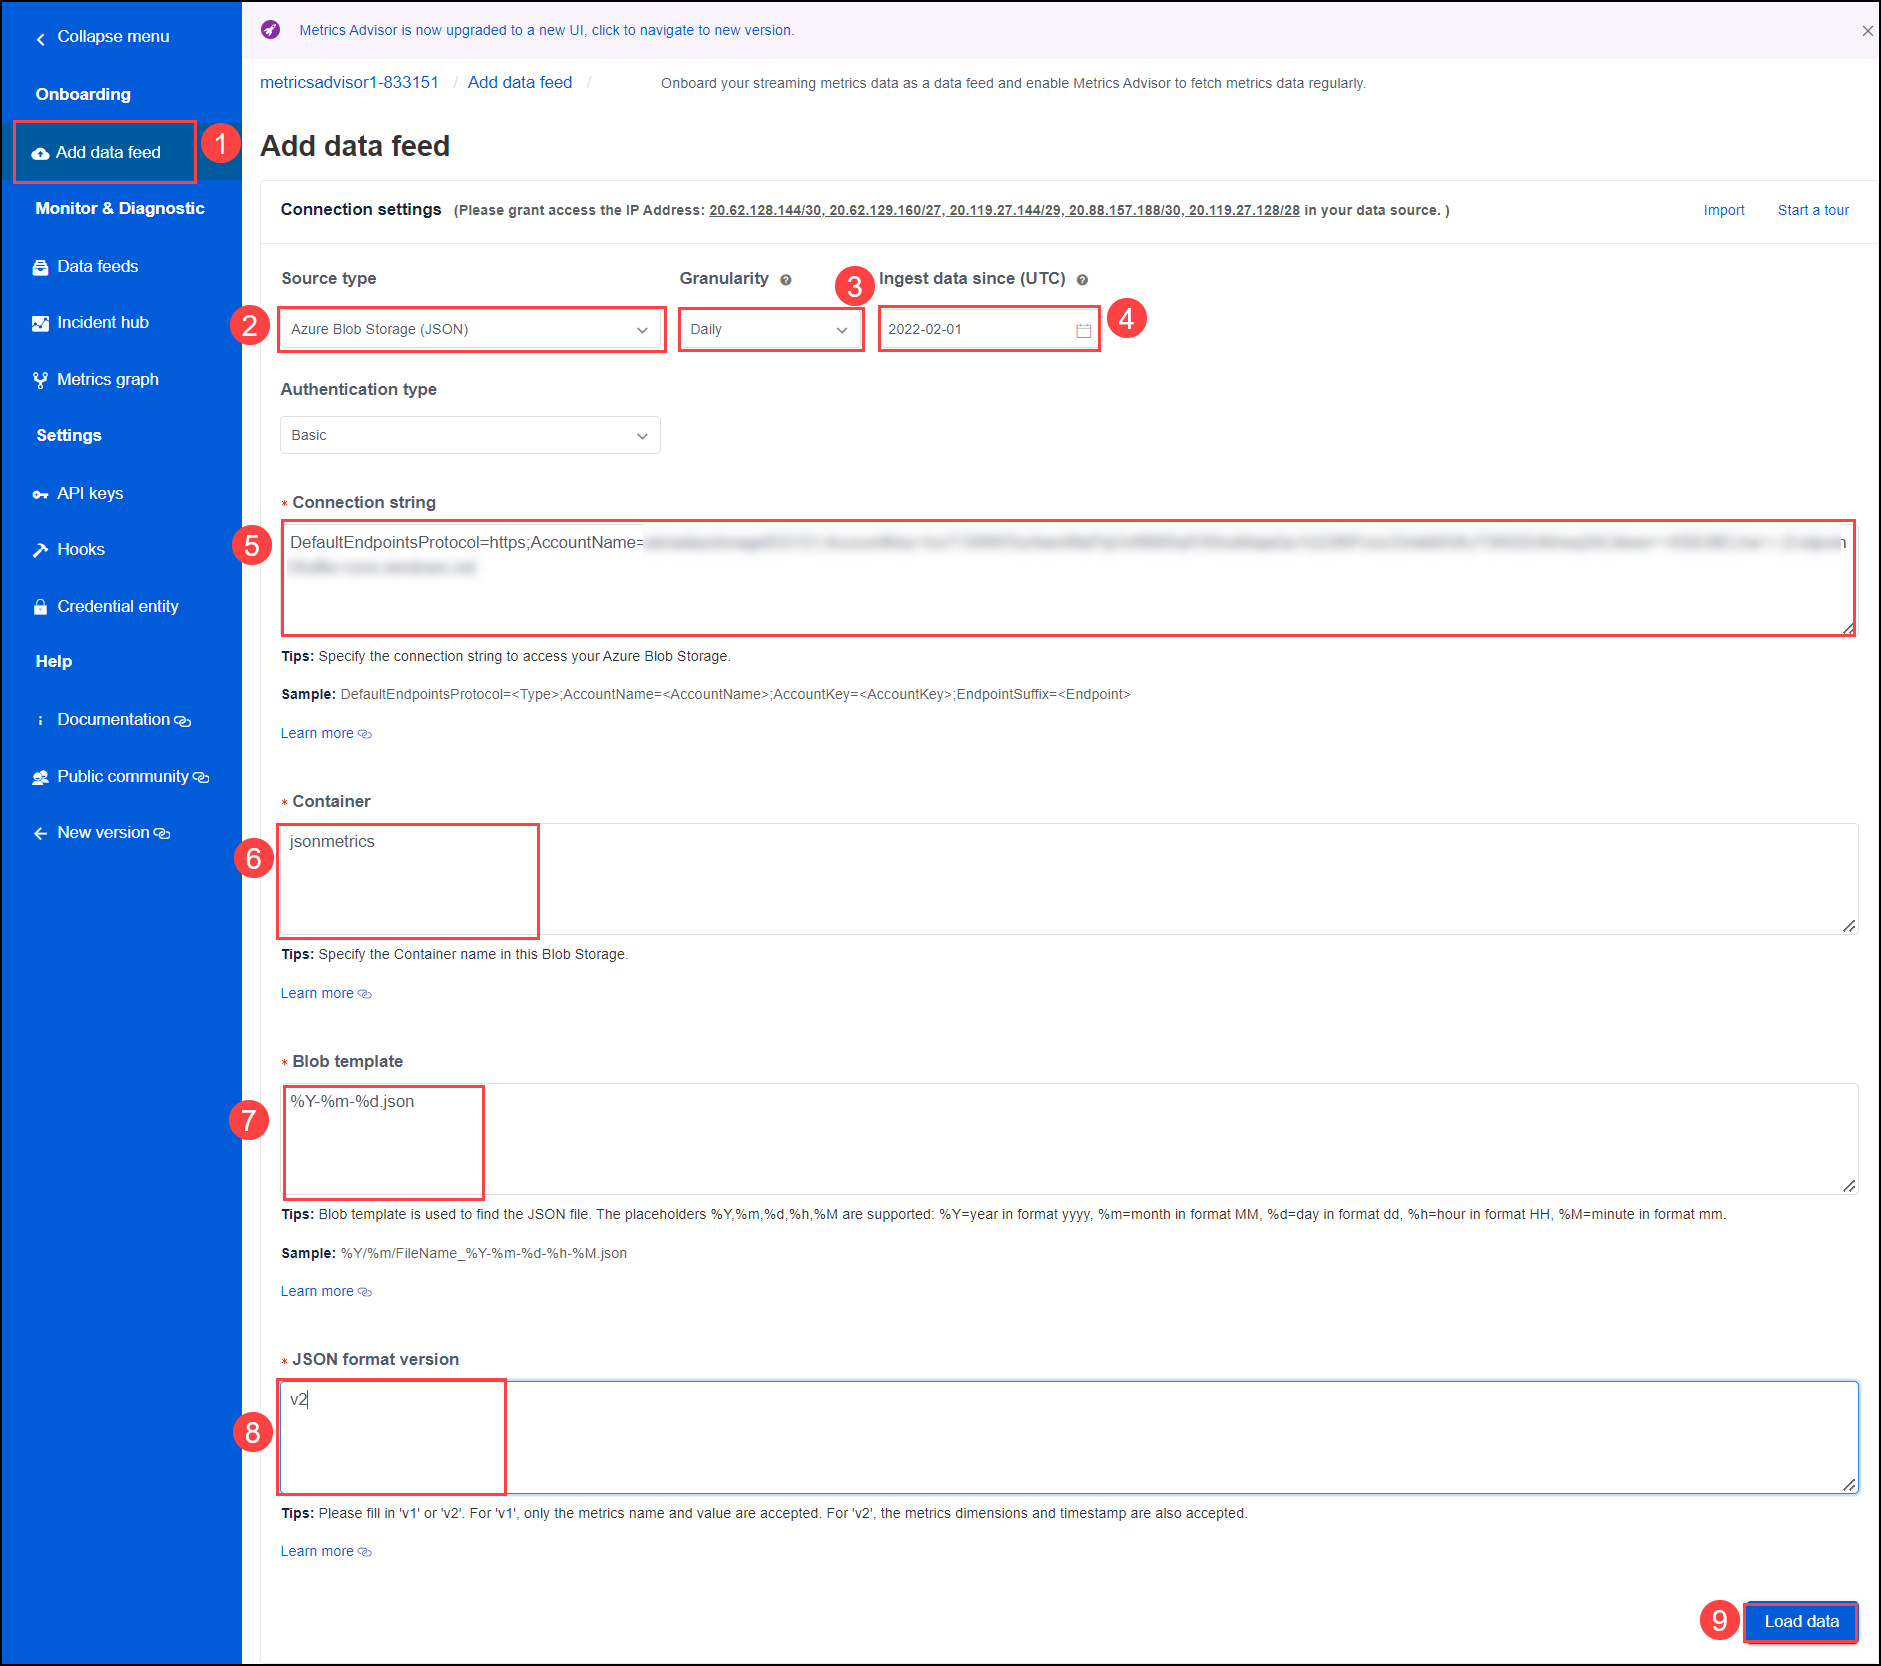 Collapse menu
Onboarding
Add data feed
1
Monitor & Diagnostic
Data feeds
Incident hub
Metrics graph
Settings
API keys
Hooks
Credential entity
Help
Documentation
Public community
New version
Metrics Advisor is now upgraded to a new UI, click to navigate to new version.
metricsadvisor1-833151 / Add data feed / Onboard your streaming metrics data as a data feed and enable Metrics Advisor to fetch metrics data regularly.
Add data feed
Connection settings (Please grant access the IP Address: 20.62.128.144/30, 20.62.129.160/27, 20.119.27.144/29, 20.88.157.188/30, 20.119.27.128/28 in your data source. ) Import Start a tour
Source type Granularity 3 Ingest data since (UTC)
2 Azure Blob Storage (JSON) Daily 2022-02-01 4
Authentication type
Basic
* Connection string
5 DefaultEndpointsProtocol=https;AccountName=
* Tips: Specify the connection string to access your Azure Blob Storage.
Sample: DefaultEndpointsProtocol=<Type>;AccountName=<AccountName>;AccountKey=<AccountKey>;EndpointSuffix=<Endpoint>
Learn more
* Container
6 jsonmetrics
Tips: Specify the Container name in this Blob Storage.
Learn more
* Blob template
7 %Y-%m-%d.json
Tips: Blob template is used to find the JSON file. The placeholders %Y,%m,%d,%h,%M are supported: %Y=year in format yyyy, %m=month in format MM, %d=day in format dd, %h=hour in format HH, %M=minute in format mm.
Sample: %Y/%m/FileName_%Y-%m-%d-%h-%M.json
Learn more
* JSON format version
8 v2
Tips: Please fill in 'v1' or 'v2'. For 'v1', only the metrics name and value are accepted. For 'v2', the metrics dimensions and timestamp are also accepted.
Learn more
9 Load data